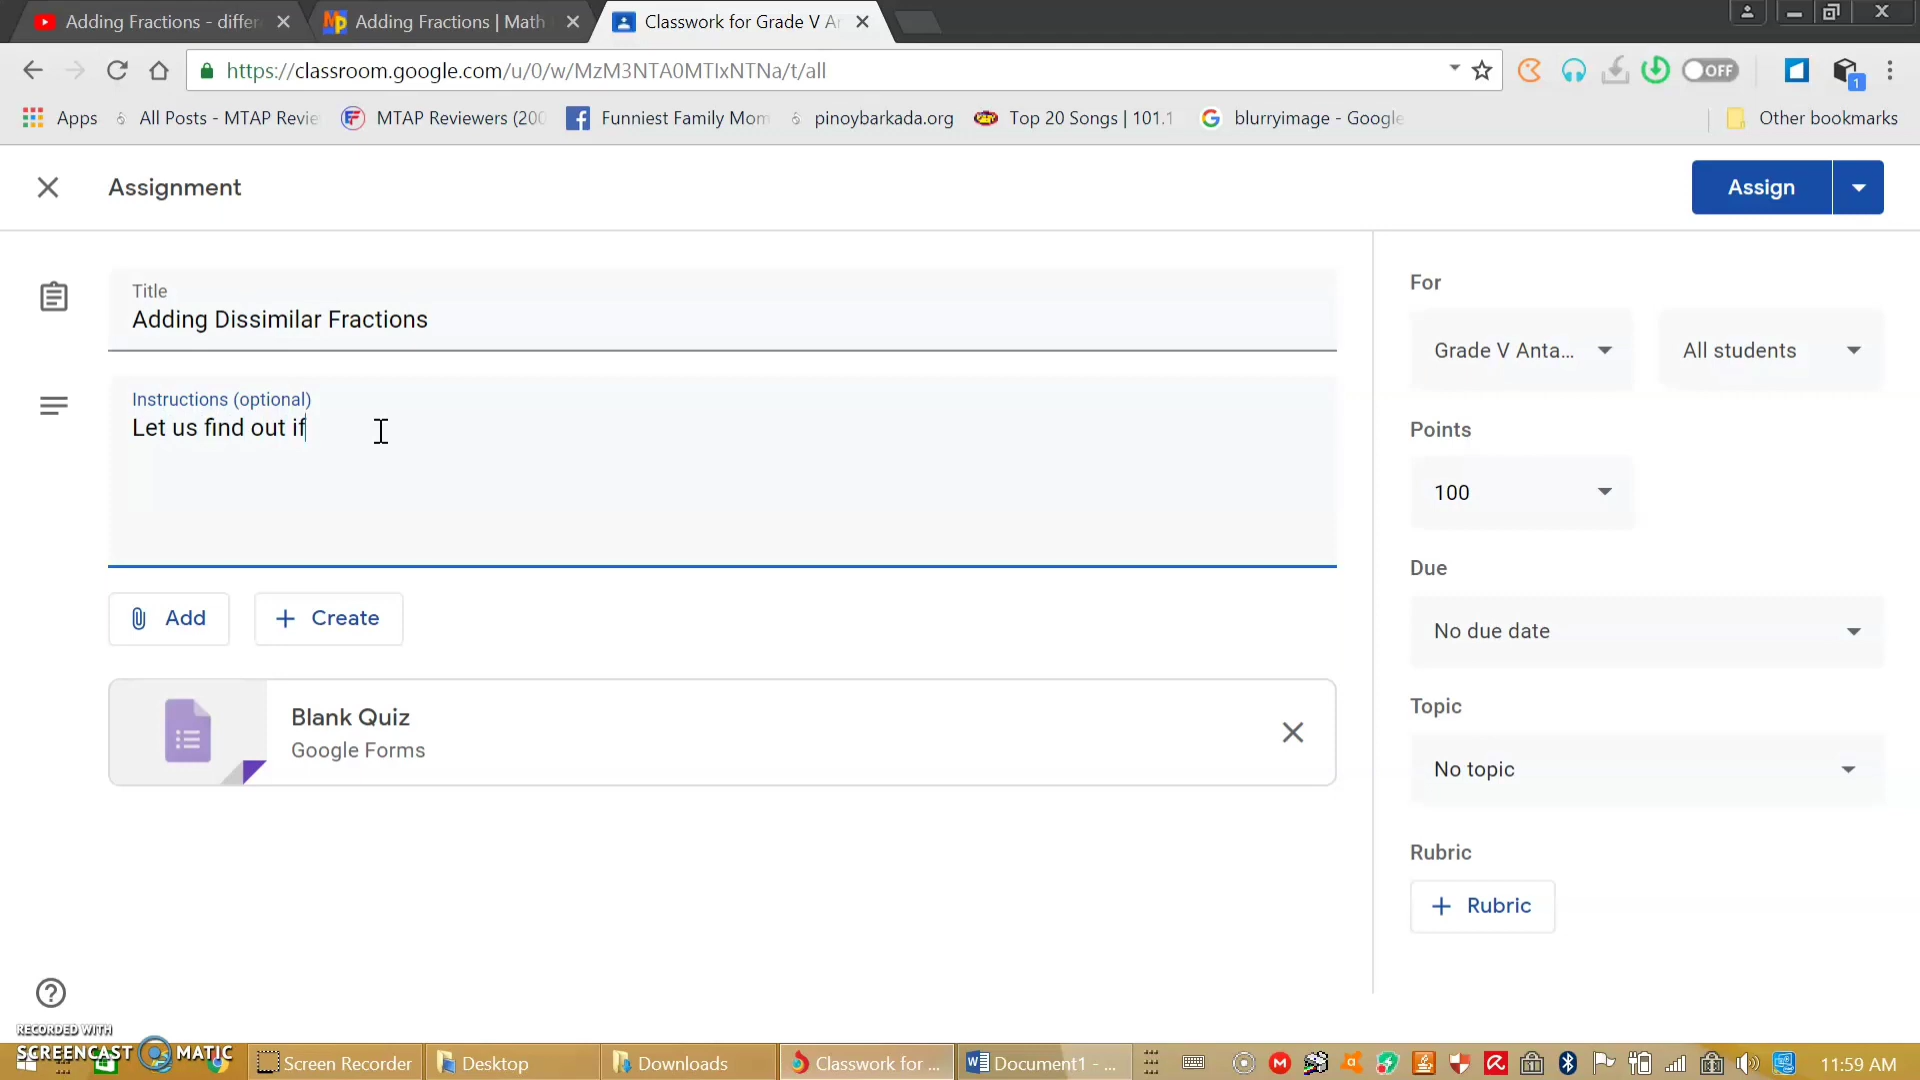 Adding Fractions - differ
Adding Fractions | Math
Classwork for Grade V An
https://classroom.google.com/u/0/w/MzM3NTA0MTIxNTNa/t/all
OFF
1
Apps
All Posts - MTAP Revie
MTAP Reviewers (200
Funniest Family Mom
pinoybarkada.org
Top 20 Songs | 101.1
blurryimage - Google
Other bookmarks
Assignment
Assign
Title
Adding Dissimilar Fractions
Instructions (optional)
Let us find out if
Add
Create
Blank Quiz
Google Forms
For
Grade V Anta...
All students
Points
100
Due
No due date
Topic
No topic
Rubric
Rubric
RECORDED WITH
SCREENCAST MATIC
Screen Recorder
Desktop
Downloads
Classwork for ...
Document1 - ...
11:59 AM